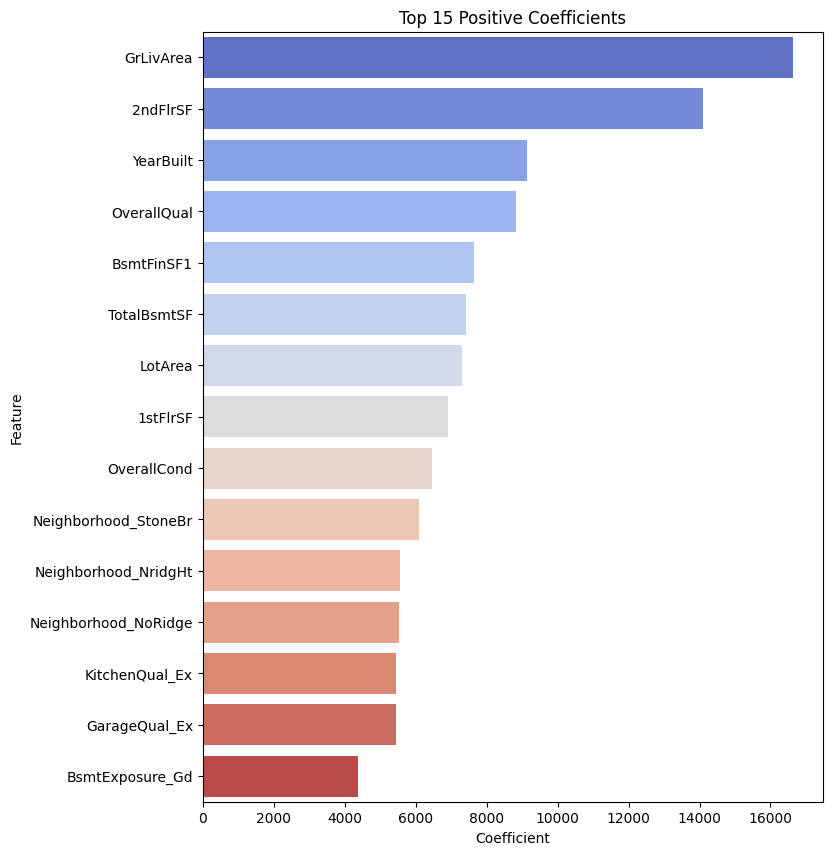 Top 15 Positive Coefficients
Feature
GrLivArea
2ndFlrSF
YearBuilt
OverallQual
BsmtFinSF1
TotalBsmtSF
LotArea
1stFlrSF
OverallCond
Neighborhood_StoneBr
Neighborhood_NridgHt
Neighborhood_NoRidge
KitchenQual_Ex
GarageQual_Ex
BsmtExposure_Gd
0 2000 4000 6000 8000 10000 12000 14000 16000
Coefficient